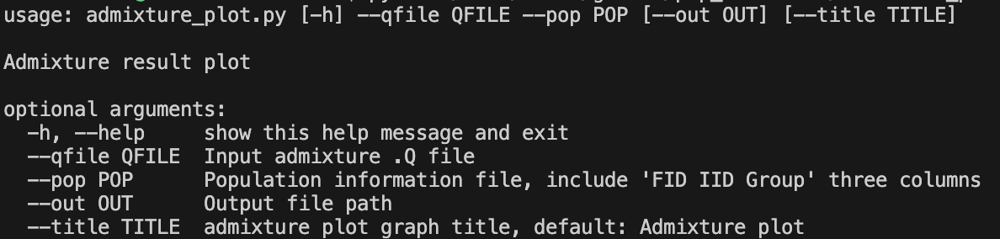 usage: admixture_plot.py [-h] --qfile QFILE --pop POP [--out OUT] [--title TITLE]
Admixture result plot
optional arguments:
-h, --help show this help message and exit
--qfile QFILE Input admixture .Q file
--pop POP Population information file, include 'FID IID Group' three columns
--out OUT Output file path
--title TITLE admixture plot graph title, default: Admixture plot